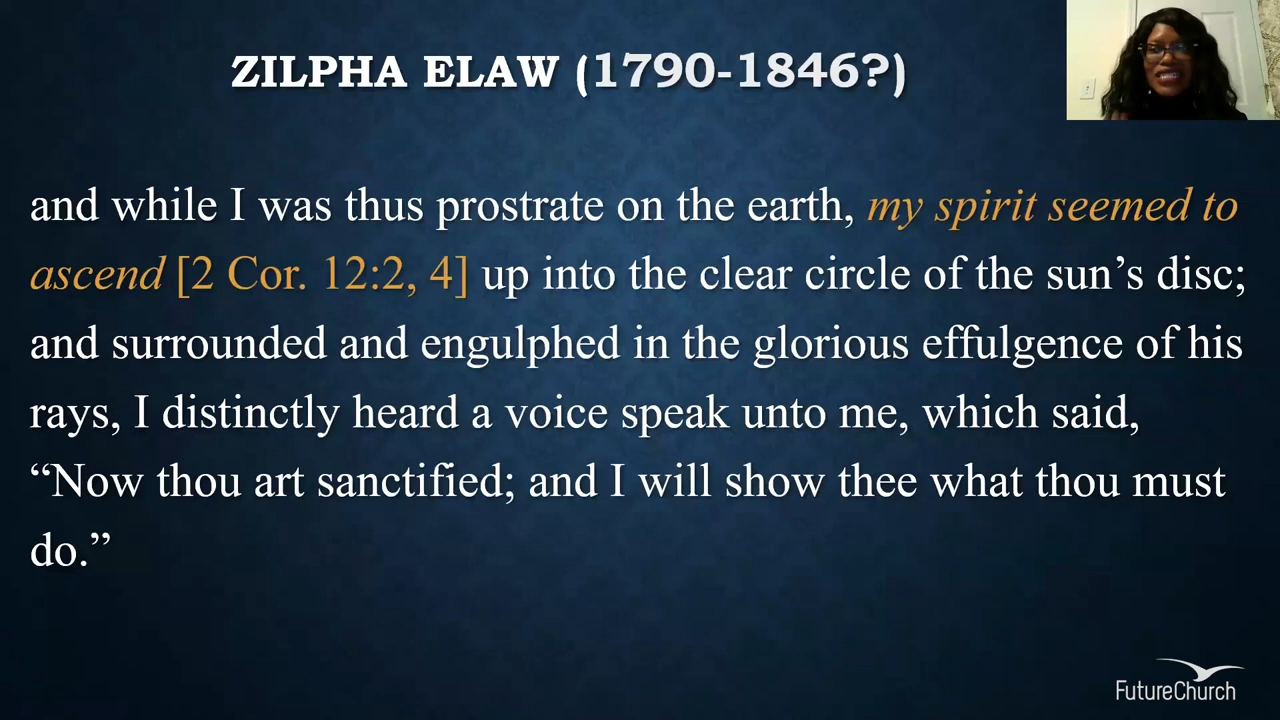 ZILPHA ELAW (1790-1846?)
and while I was thus prostrate on the earth, my spirit seemed to
ascend [2 Cor. 12:2, 4] up into the clear circle of the sun’s disc;
and surrounded and engulphed in the glorious effulgence of his
rays, I distinctly heard a voice speak unto me, which said,
“Now thou art sanctified; and I will show thee what thou must
do.”
FutureChurch